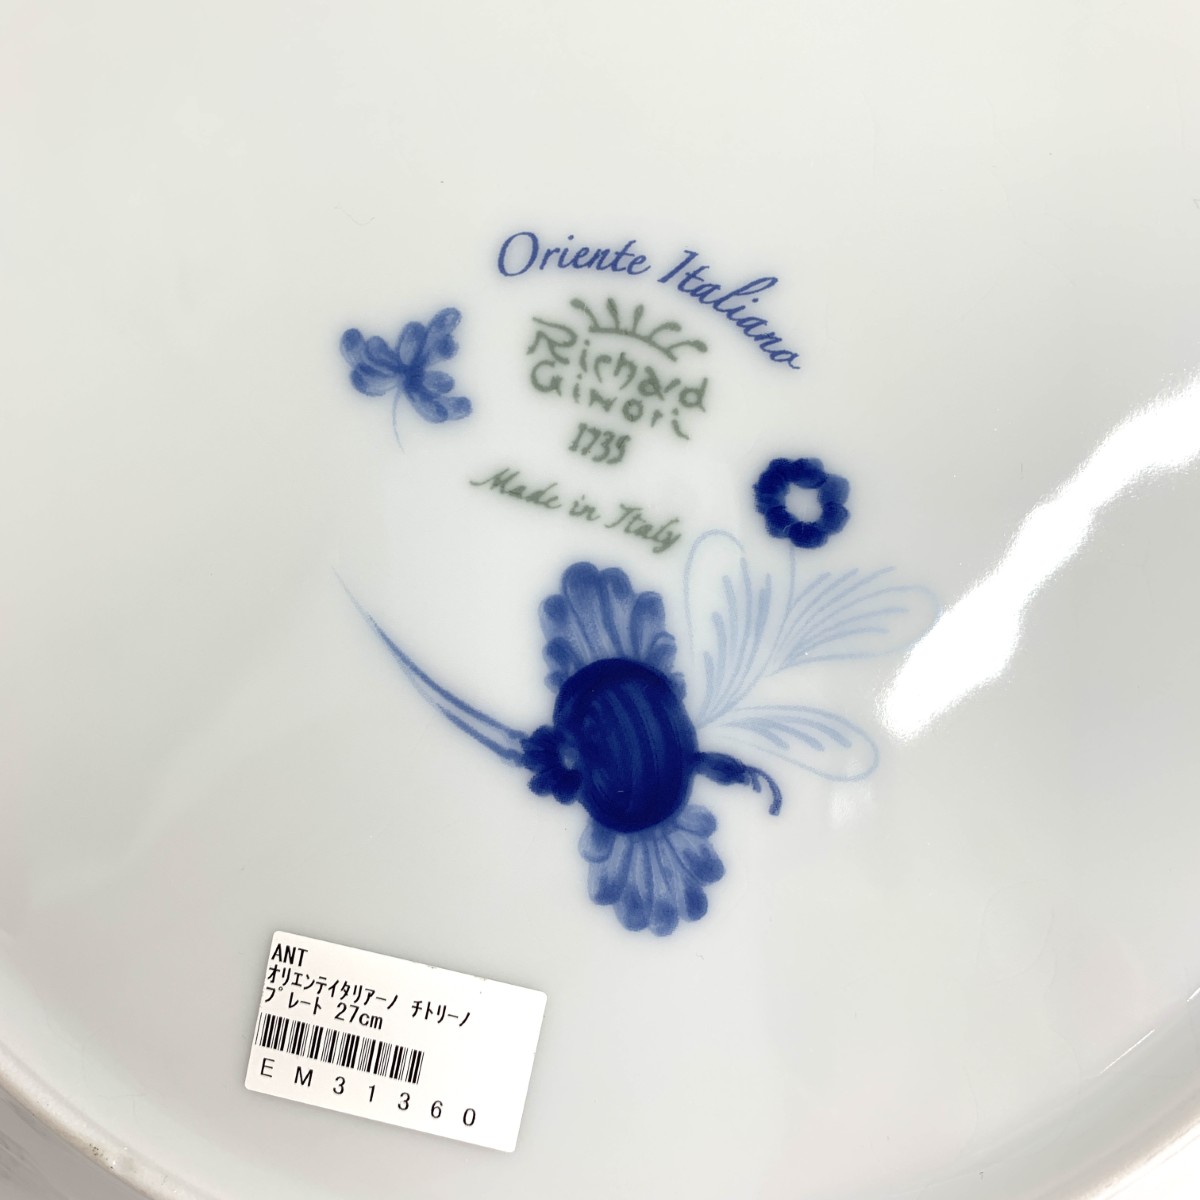 Oriente Italiano
Richard
Ginori
1735
Made in Italy
ANT
オリエンテイタリアーノ チトリーノ
プレート 27cm
EM31360